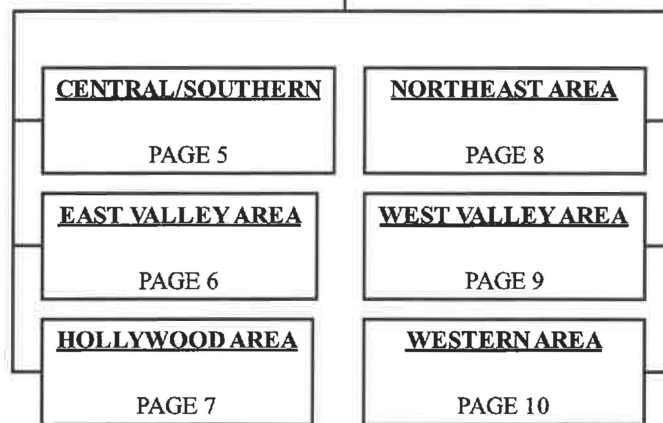 CENTRAL/SOUTHERN
PAGE 5
EAST VALLEY AREA
PAGE 6
HOLLYWOOD AREA
PAGE 7
NORTHEAST AREA
PAGE 8
WEST VALLEY AREA
PAGE 9
WESTERN AREA
PAGE 10